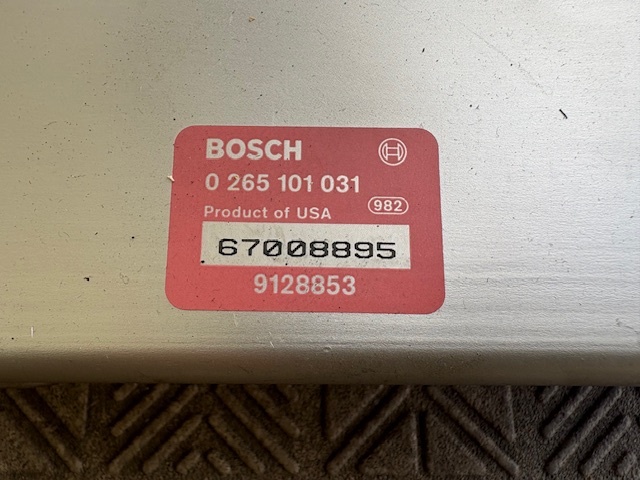 BOSCH
0 265 101 031
Product of USA 982
67008895
9128853